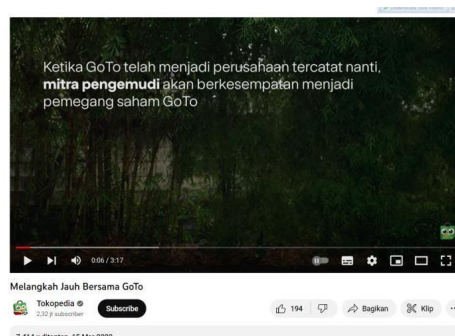 Ketika GoTo telah menjadi perusahaan tercatat nanti,
mitra pengemudi akan berkesempatan menjadi
pemegang saham GoTo
0:06 / 3:17
Melangkah Jauh Bersama GoTo
Tokopedia
2,32 jt subscriber
Subscribe
194
Bagikan
Klip